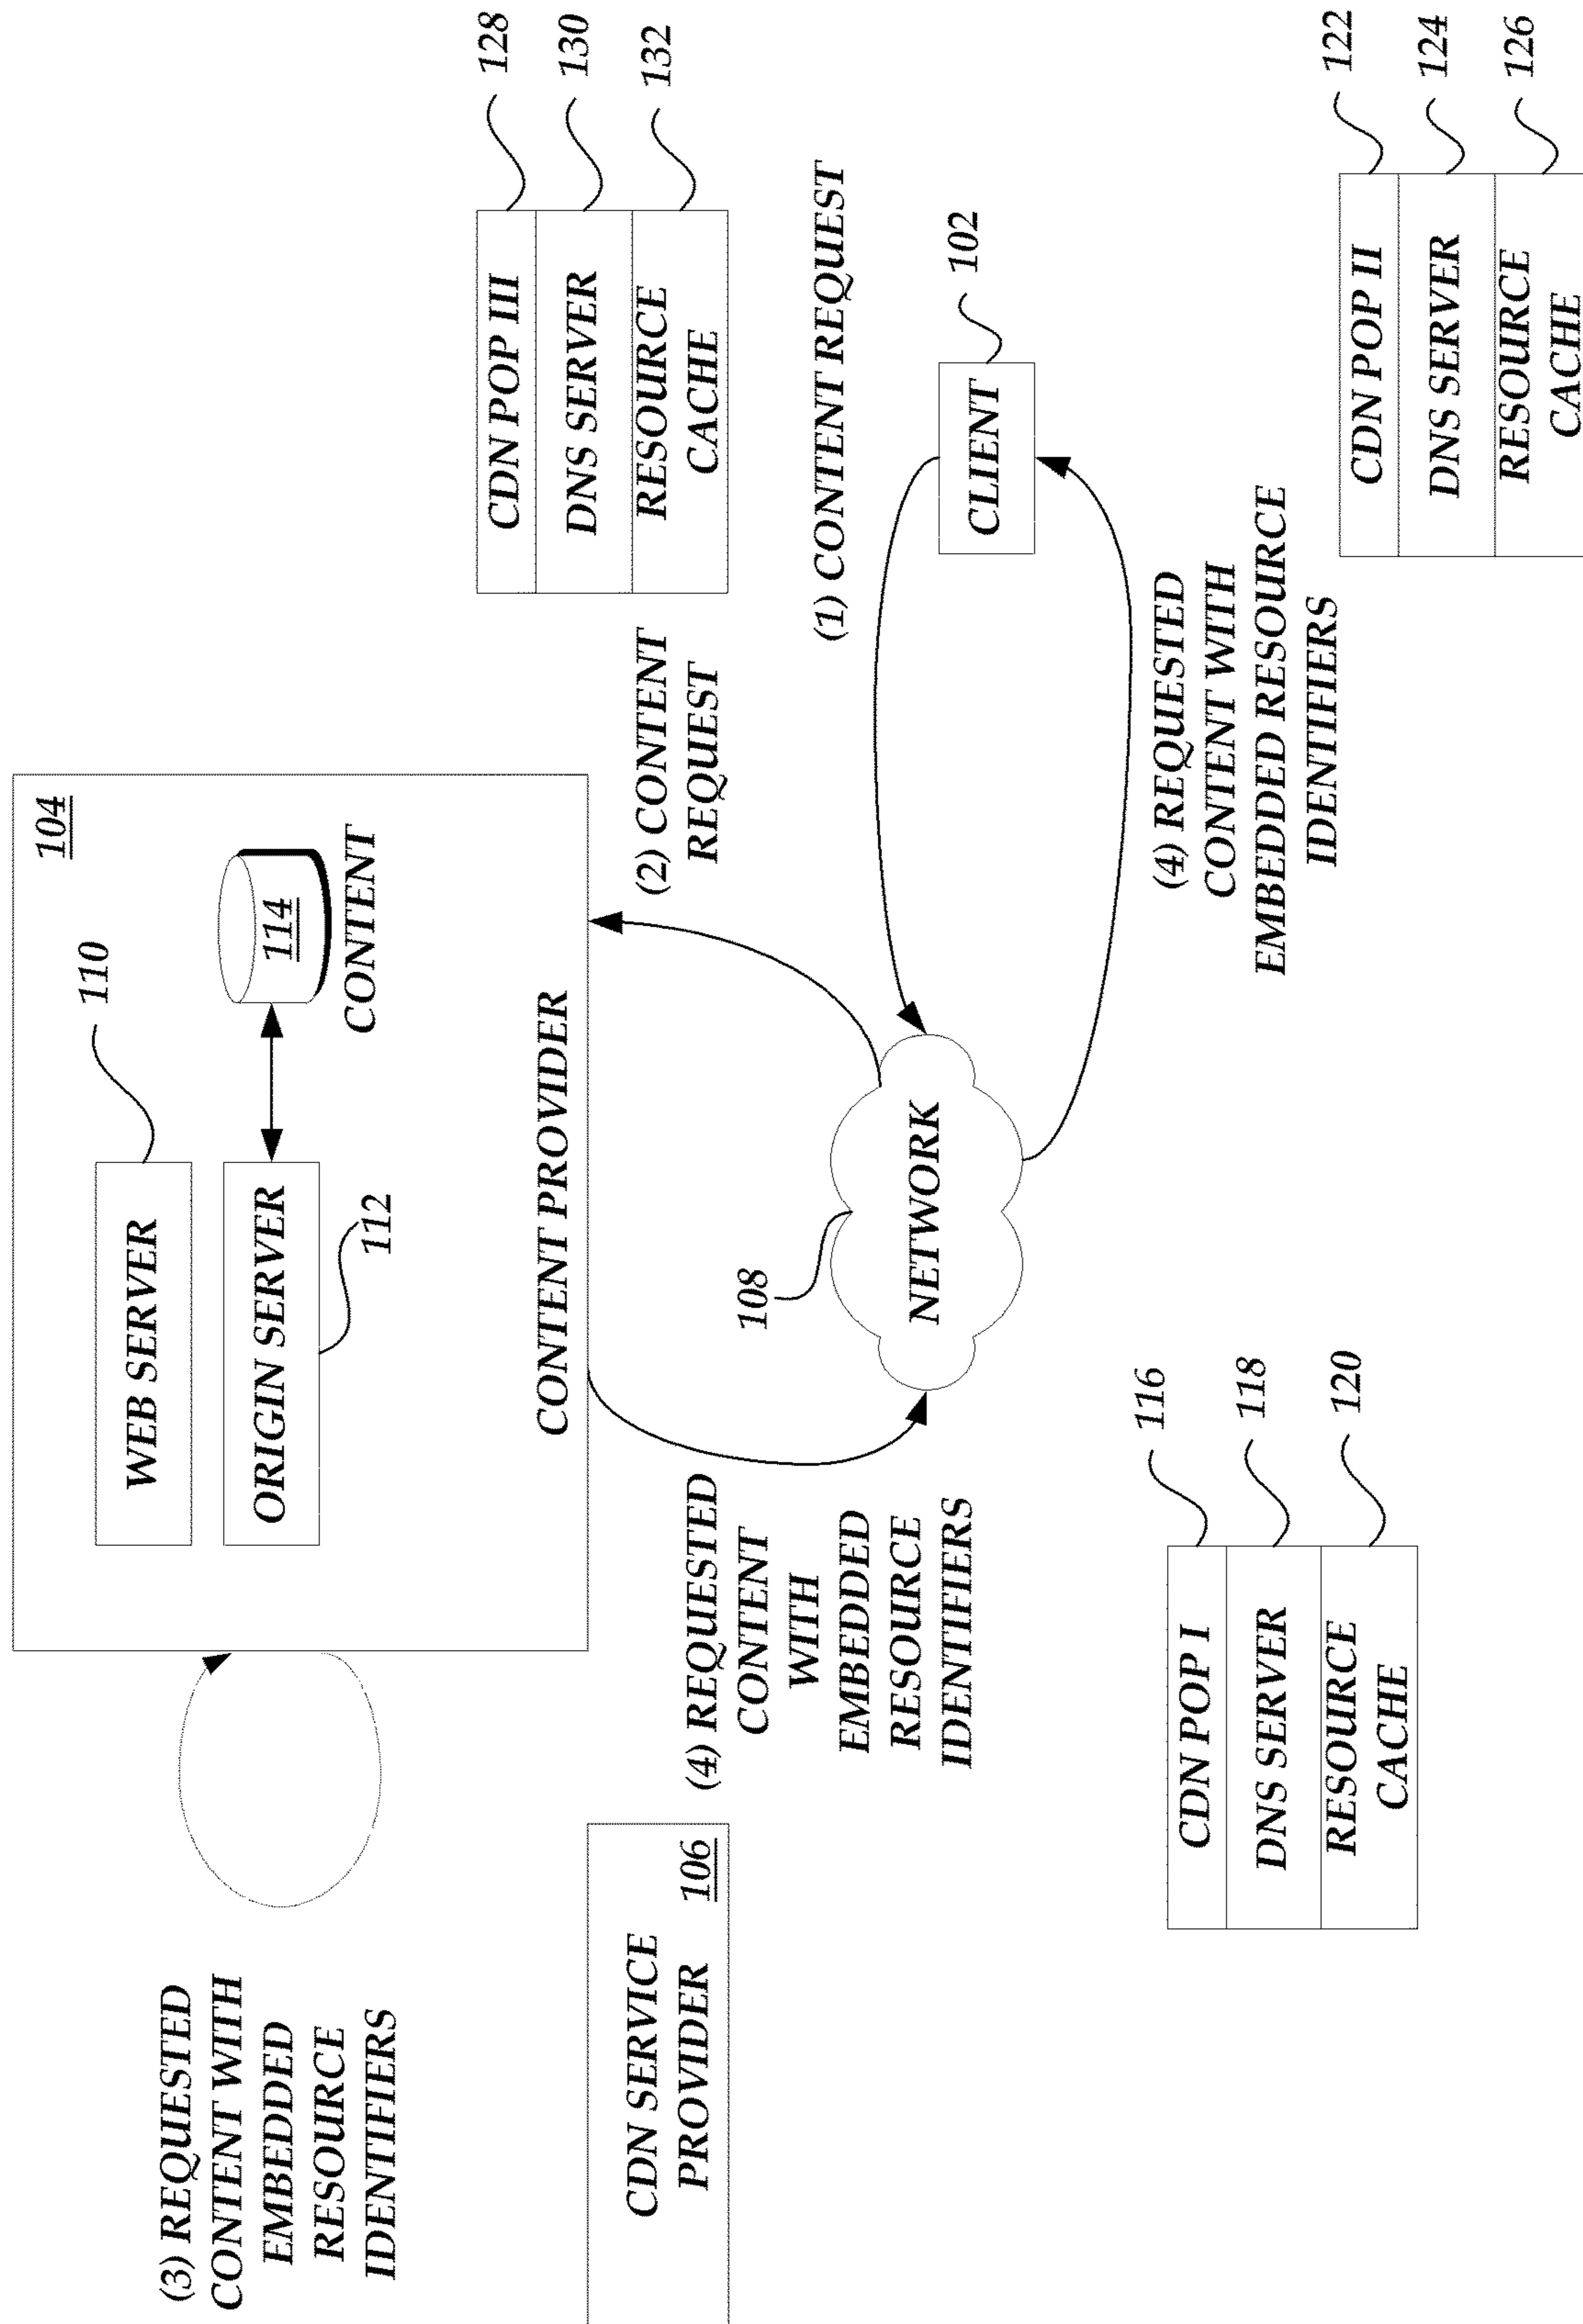 (3) REQUESTED
CONTENT WITH
EMBEDDED
RESOURCE
IDENTIFIERS
104
WEB SERVER
110
ORIGIN SERVER
112
114
CONTENT
CONTENT PROVIDER
CDN SERVICE
PROVIDER
106
(4) REQUESTED
CONTENT
WITH
EMBEDDED
RESOURCE
IDENTIFIERS
(2) CONTENT
REQUEST
108
NETWORK
CDN POP III
128
DNS SERVER
130
RESOURCE
CACHE
132
(1) CONTENT REQUEST
CLIENT
102
(4) REQUESTED
CONTENT WITH
EMBEDDED RESOURCE
IDENTIFIERS
CDN POP I
116
DNS SERVER
118
RESOURCE
CACHE
120
CDN POP II
122
DNS SERVER
124
RESOURCE
CACHE
126